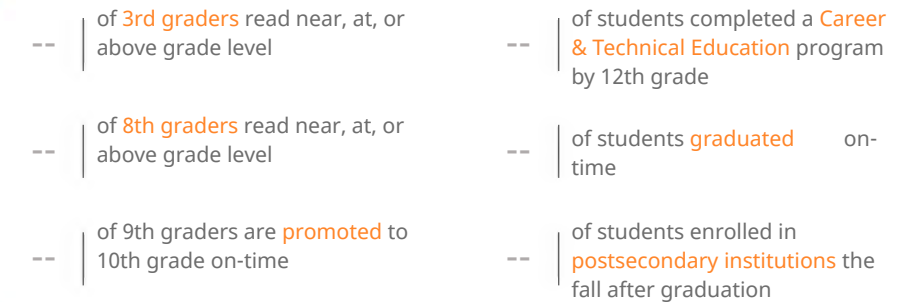 -- of 3rd graders read near, at, or
above grade level
-- of 8th graders read near, at, or
above grade level
-- of 9th graders are promoted to
10th grade on-time
-- of students completed a Career
& Technical Education program
by 12th grade
-- of students graduated on-
time
-- of students enrolled in
postsecondary institutions the
fall after graduation